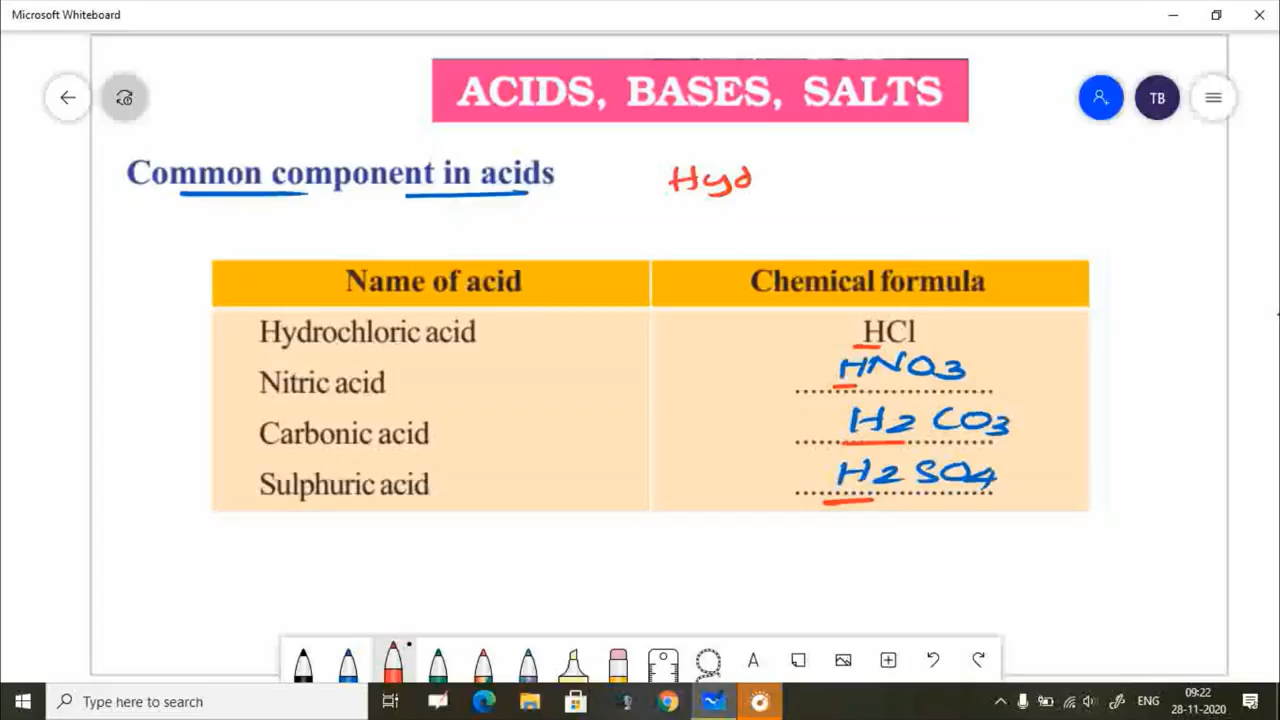 Microsoft Whiteboard
ACIDS, BASES, SALTS
TB
Common component in acids
Hyd
Name of acid
Chemical formula
Hydrochloric acid
HCl
Nitric acid
HNO3
Carbonic acid
H2 CO3
Sulphuric acid
H2 SO4
A
Type here to search
ENG
09:22
28-11-2020